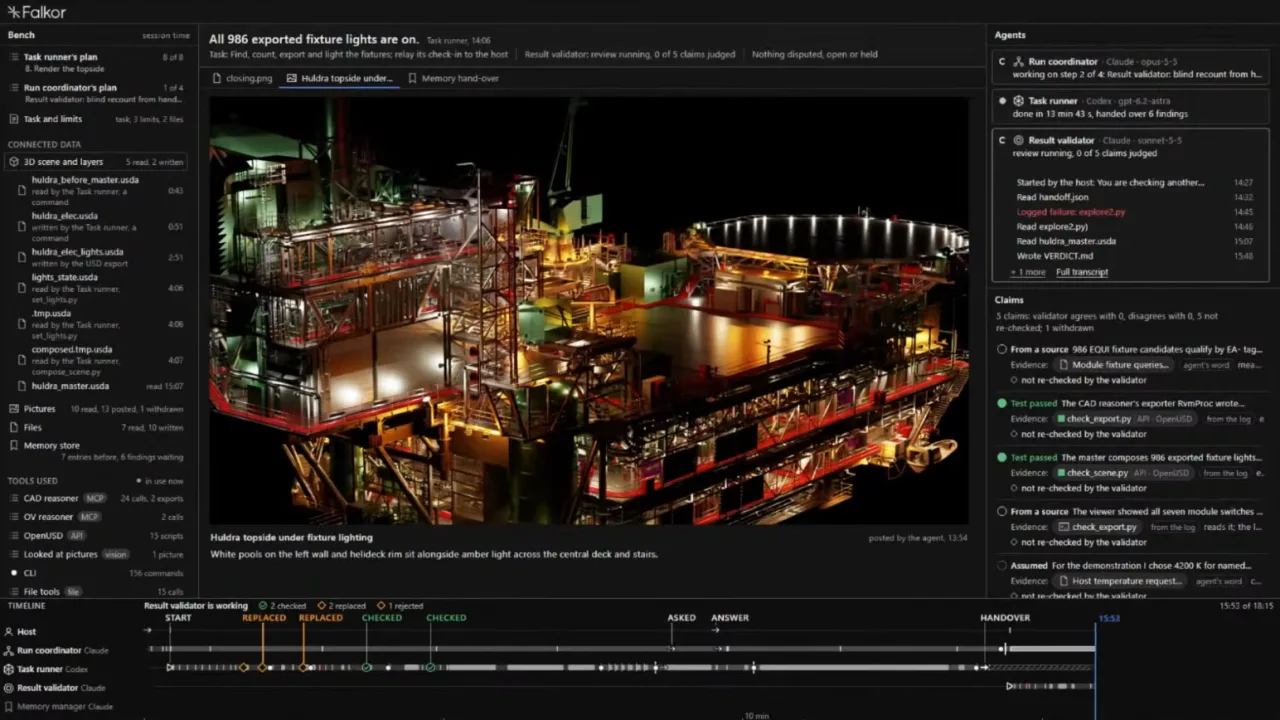 Falkor
Bench
session time
Task runner's plan
8 of 8
8. Render the topside
Run coordinator's plan
1 of 4
Result validator: blind recount from hand...
Task and limits
task, 3 limits, 2 files
CONNECTED DATA
3D scene and layers
5 read, 2 written
huldra_before_master.usda
read by the Task runner, a
command
0:43
huldra_elec.usda
written by the Task runner, a
command
0:51
huldra_elec_lights.usda
written by the USD export
2:51
lights_state.usda
read by the Task runner,
set_lights.py
4:06
.tmp.usda
read by the Task runner,
set_lights.py
4:06
composed.tmp.usda
read by the Task runner,
compose_scene.py
4:07
huldra_master.usda
read 15:07
Pictures
10 read, 13 posted, 1 withdrawn
Files
7 read, 10 written
Memory store
7 entries before, 6 findings waiting
TOOLS USED
in use now
CAD reasoner MCP
24 calls, 2 exports
OV reasoner MCP
2 calls
OpenUSD API
15 scripts
Looked at pictures vision
1 picture
CLI
156 commands
File tools file
15 calls
All 986 exported fixture lights are on.
Task runner, 14:06
Task: Find, count, export and light the fixtures; relay its check-in to the host
Result validator: review running, 0 of 5 claims judged
Nothing disputed, open or held
closing.png
Huldra topside under...
Memory hand-over
Huldra topside under fixture lighting
posted by the agent, 13:54
White pools on the left wall and helideck rim sit alongside amber light across the central deck and stairs.
Agents
C Run coordinator · Claude · opus-5-5
working on step 2 of 4: Result validator: blind recount from h...
Task runner · Codex · gpt-6.2-astra
done in 13 min 43 s, handed over 6 findings
C Result validator · Claude · sonnet-5-5
review running, 0 of 5 claims judged
Started by the host: You are checking another...
14:27
Read handoff.json
14:32
Logged failure: explore2.py
14:45
Read explore2.py)
14:46
Read huldra_master.usda
15:07
Wrote VERDICT.md
15:48
+ 1 more
Full transcript
Claims
5 claims: validator agrees with 0, disagrees with 0, 5 not
re-checked; 1 withdrawn
From a source 986 EQUI fixture candidates qualify by EA- tag...
Evidence: Module fixture queries... agent's word mea...
not re-checked by the validator
Test passed The CAD reasoner's exporter RvmProc wrote...
Evidence: check_export.py API · OpenUSD from the log e
not re-checked by the validator
Test passed The master composes 986 exported fixture lights...
Evidence: check_scene.py API · OpenUSD from the log e.
not re-checked by the validator
From a source The viewer showed all seven module switches ...
Evidence: check_export.py from the log reads it; the l...
not re-checked by the validator
Assumed For the demonstration I chose 4200 K for named...
Evidence: Host temperature request... agent's word c...
not re-checked by the validator
TIMELINE
Result validator is working
2 checked
2 replaced
1 rejected
15:53 of 18:15
START
REPLACED
REPLACED
CHECKED
CHECKED
ASKED
ANSWER
HANDOVER
15:53
Host
Run coordinator Claude
Task runner Codex
Result validator Claude
Memory manager Claude
10 min